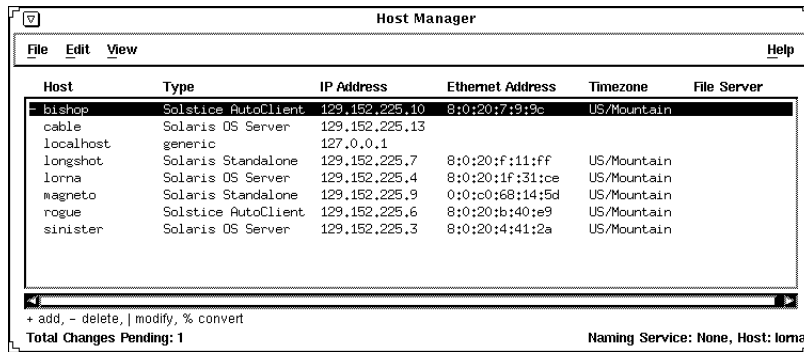 Host Manager
File Edit View Help
Host Type IP Address Ethernet Address Timezone File Server
- bishop Solstice AutoClient 129.152.225.10 8:0:20:7:9:9c US/Mountain
cable Solaris OS Server 129.152.225.13
localhost generic 127.0.0.1
longshot Solaris Standalone 129.152.225.7 8:0:20:f:11:ff US/Mountain
lorna Solaris OS Server 129.152.225.4 8:0:20:1f:31:ce US/Mountain
magneto Solaris Standalone 129.152.225.9 0:0:c0:68:14:5d US/Mountain
rogue Solstice AutoClient 129.152.225.6 8:0:20:b:40:e9 US/Mountain
sinister Solaris OS Server 129.152.225.3 8:0:20:4:41:2a US/Mountain
+ add, - delete, | modify, % convert
Total Changes Pending: 1 Naming Service: None, Host: lorna